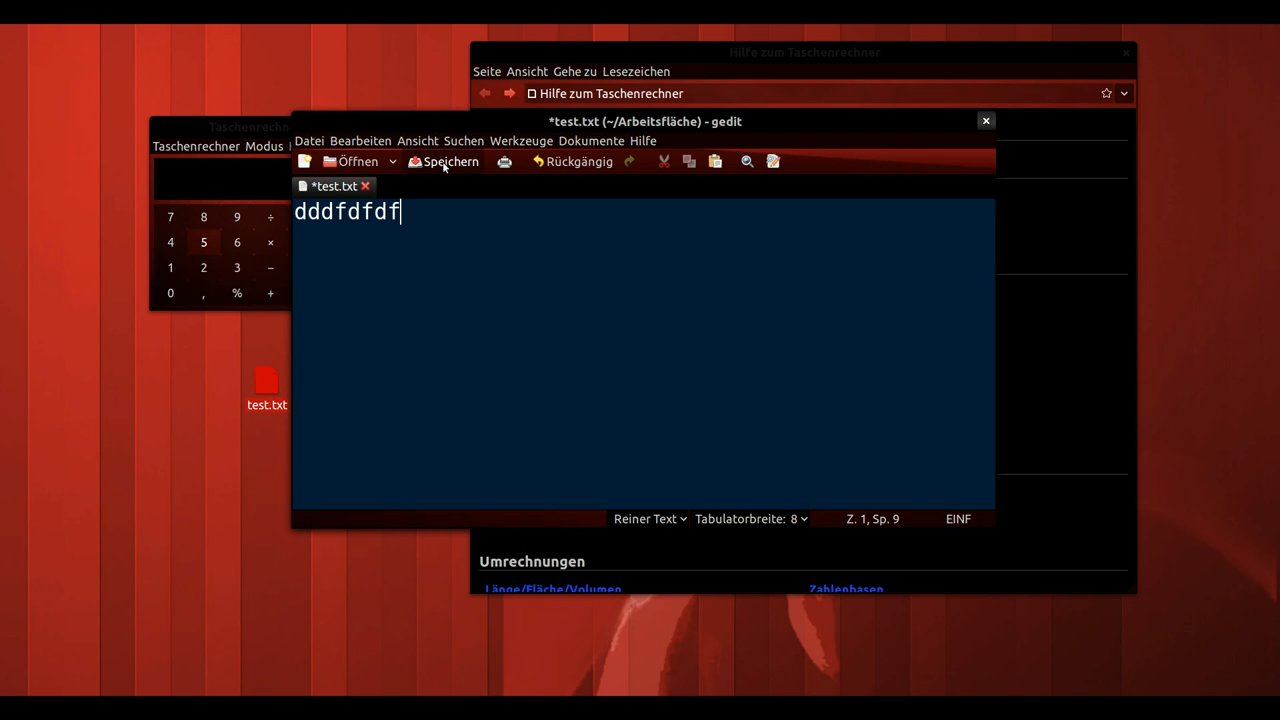 Hilfe zum Taschenrechner
Seite Ansicht Gehe zu Lesezeichen
Hilfe zum Taschenrechner
Taschenrechn
Taschenrechner Modus
7 8 9 ÷
4 5 6 ×
1 2 3 −
0 , % +
*test.txt (~/Arbeitsfläche) - gedit
Datei Bearbeiten Ansicht Suchen Werkzeuge Dokumente Hilfe
Öffnen Speichern Rückgängig
*test.txt
dddfdfdf
Reiner Text Tabulatorbreite: 8 Z. 1, Sp. 9 EINF
test.txt
Umrechnungen
Länge/Fläche/Volumen Zahlenbasen